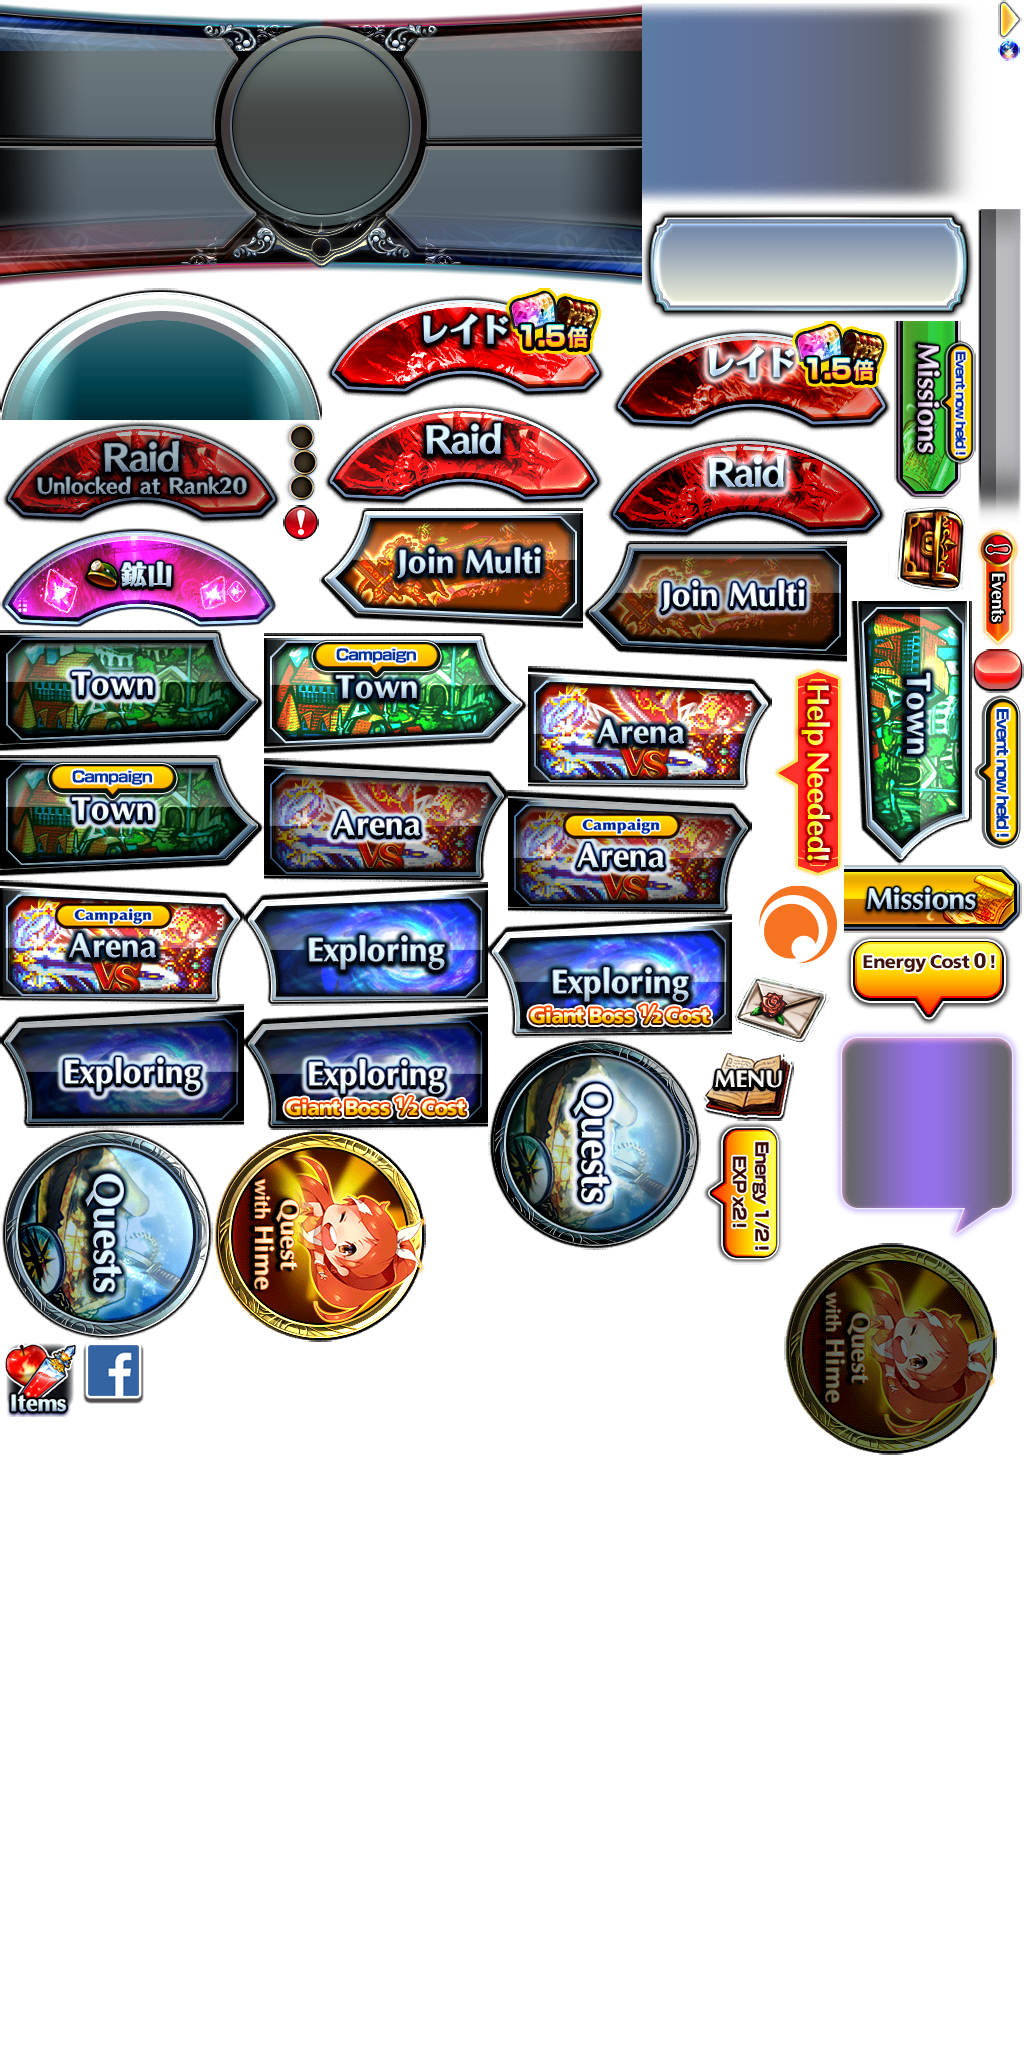 レイド
1.5倍
レイド
1.5倍
Missions
Event now held!
Raid
Unlocked at Rank20
Raid
Raid
鉱山
Join Multi
Join Multi
Events
Town
Campaign
Town
Arena
VS
Help Needed!
Town
Event now held!
Campaign
Town
Arena
VS
Campaign
Arena
VS
Missions
Campaign
Arena
VS
Exploring
Exploring
Giant Boss 1/2 Cost
Energy Cost 0!
Exploring
Exploring
Giant Boss 1/2 Cost
Quests
MENU
Energy 1/2!
EXP x2!
Quests
Quest
with Hime
Quest
with Hime
Items
f